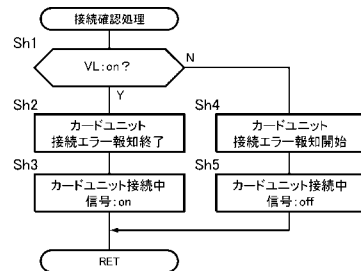 接続確認処理
Sh1
VL:on?
N
Y
Sh2
カードユニット
接続エラー報知終了
Sh4
カードユニット
接続エラー報知開始
Sh3
カードユニット接続中
信号:on
Sh5
カードユニット接続中
信号:off
RET